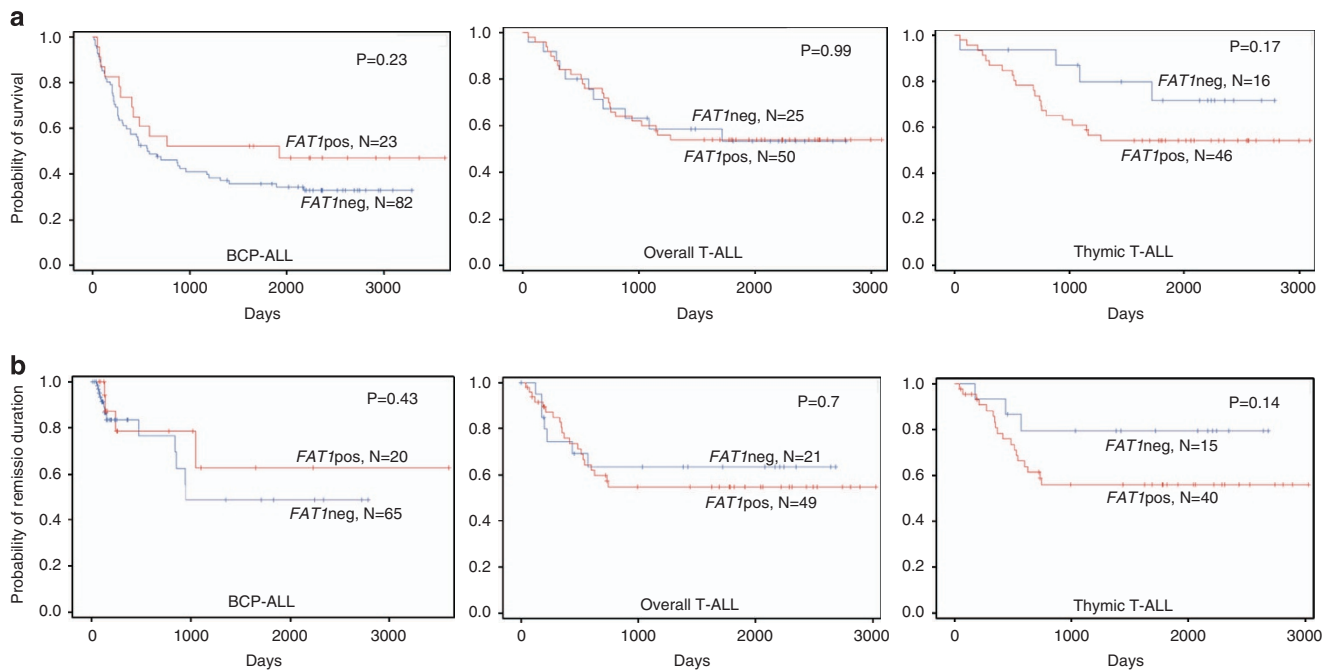 a
Probability of survival
1.0
0.8
0.6
0.4
0.2
0.0
P=0.23
FAT1pos, N=23
FAT1neg, N=82
BCP-ALL
0 1000 2000 3000
Days
1.0
0.8
0.6
0.4
0.2
0.0
P=0.99
FAT1neg, N=25
FAT1pos, N=50
Overall T-ALL
0 1000 2000 3000
Days
1.0
0.8
0.6
0.4
0.2
0.0
P=0.17
FAT1neg, N=16
FAT1pos, N=46
Thymic T-ALL
0 1000 2000 3000
Days
b
Probability of remissio duration
1.0
0.8
0.6
0.4
0.2
0.0
P=0.43
FAT1pos, N=20
FAT1neg, N=65
BCP-ALL
0 1000 2000 3000
Days
1.0
0.8
0.6
0.4
0.2
0.0
P=0.7
FAT1neg, N=21
FAT1pos, N=49
Overall T-ALL
0 1000 2000 3000
Days
1.0
0.8
0.6
0.4
0.2
0.0
P=0.14
FAT1neg, N=15
FAT1pos, N=40
Thymic T-ALL
0 1000 2000 3000
Days